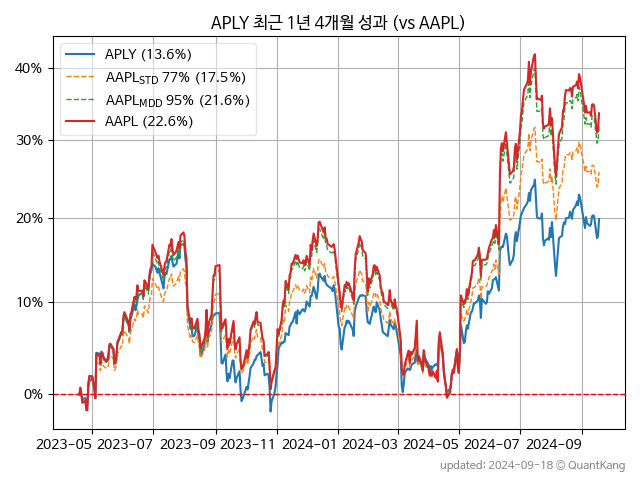 APLY 최근 1년 4개월 성과 (vs AAPL)
APLY (13.6%)
AAPL_STD 77% (17.5%)
AAPL_MDD 95% (21.6%)
AAPL (22.6%)
40%
30%
20%
10%
0%
2023-05 2023-07 2023-09 2023-11 2024-01 2024-03 2024-05 2024-07 2024-09
updated: 2024-09-18 © QuantKang